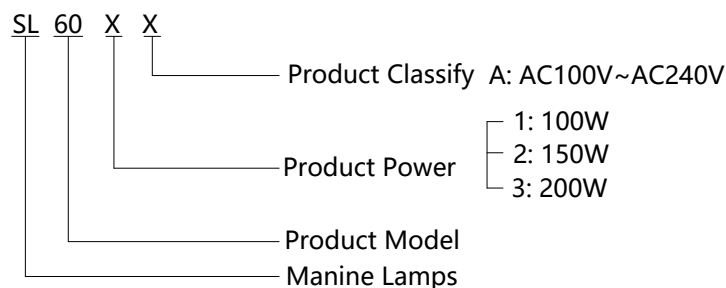 SL 60 X X
Product Classify A: AC100V~AC240V
1: 100W
Product Power 2: 150W
3: 200W
Product Model
Manine Lamps